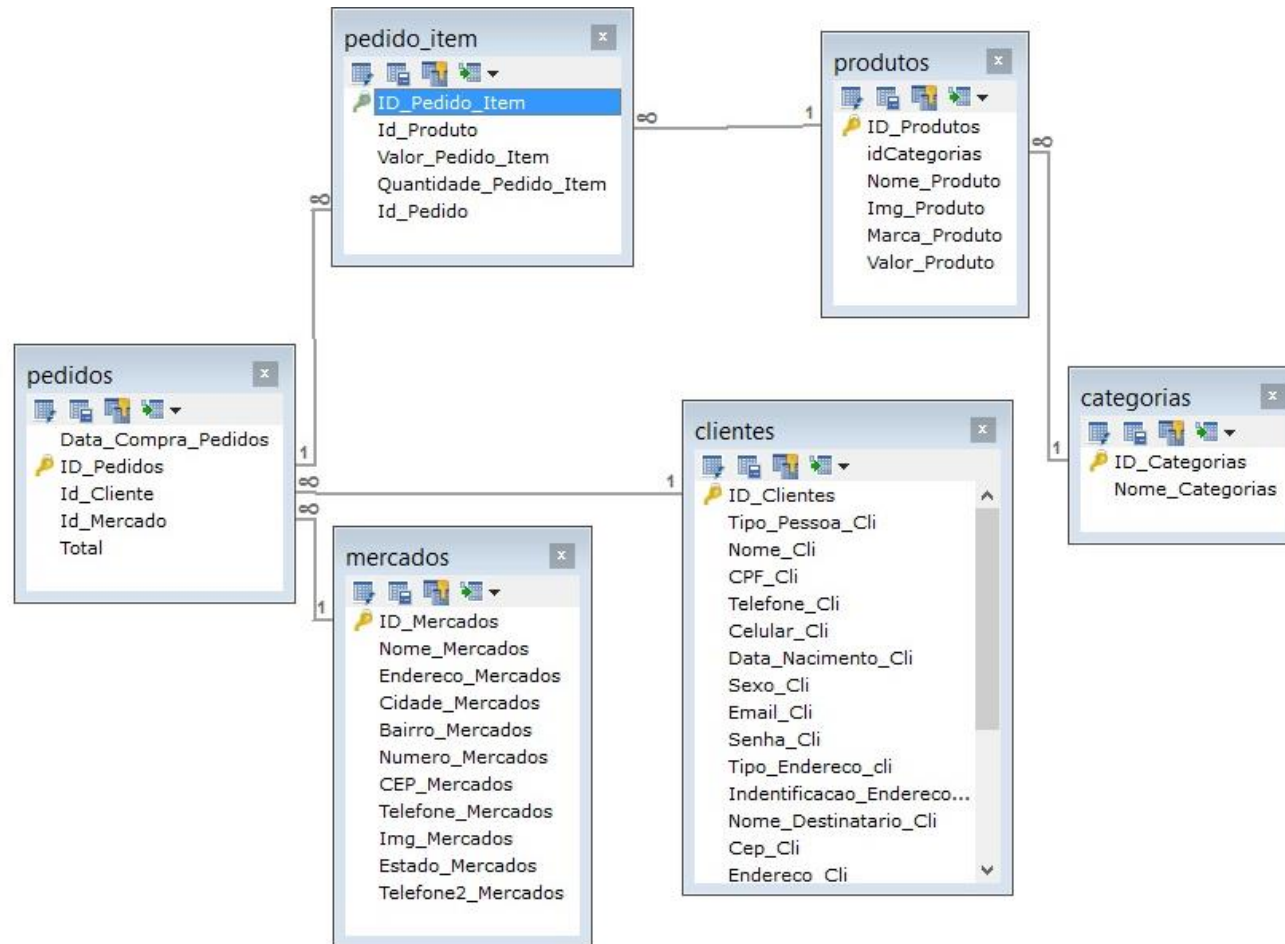 pedido_item
ID_Pedido_Item
Id_Produto
Valor_Pedido_Item
Quantidade_Pedido_Item
Id_Pedido
produtos
ID_Produtos
idCategorias
Nome_Produto
Img_Produto
Marca_Produto
Valor_Produto
∞
1
∞
∞
1
pedidos
Data_Compra_Pedidos
ID_Pedidos
Id_Cliente
Id_Mercado
Total
1
∞
∞
1
1
mercados
ID_Mercados
Nome_Mercados
Endereco_Mercados
Cidade_Mercados
Bairro_Mercados
Numero_Mercados
CEP_Mercados
Telefone_Mercados
Img_Mercados
Estado_Mercados
Telefone2_Mercados
clientes
ID_Clientes
Tipo_Pessoa_Cli
Nome_Cli
CPF_Cli
Telefone_Cli
Celular_Cli
Data_Nacimento_Cli
Sexo_Cli
Email_Cli
Senha_Cli
Tipo_Endereco_cli
Indentificacao_Endereco...
Nome_Destinatario_Cli
Cep_Cli
Endereco_Cli
categorias
ID_Categorias
Nome_Categorias